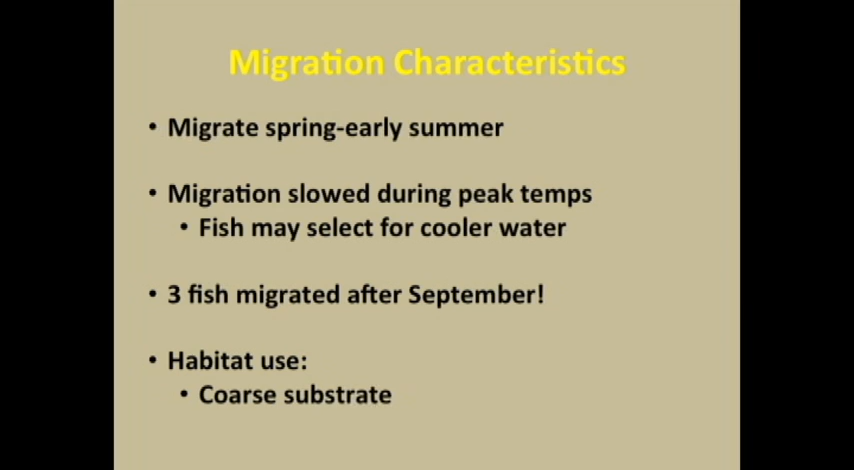 Migration Characteristics
• Migrate spring-early summer
• Migration slowed during peak temps
• Fish may select for cooler water
• 3 fish migrated after September!
• Habitat use:
• Coarse substrate